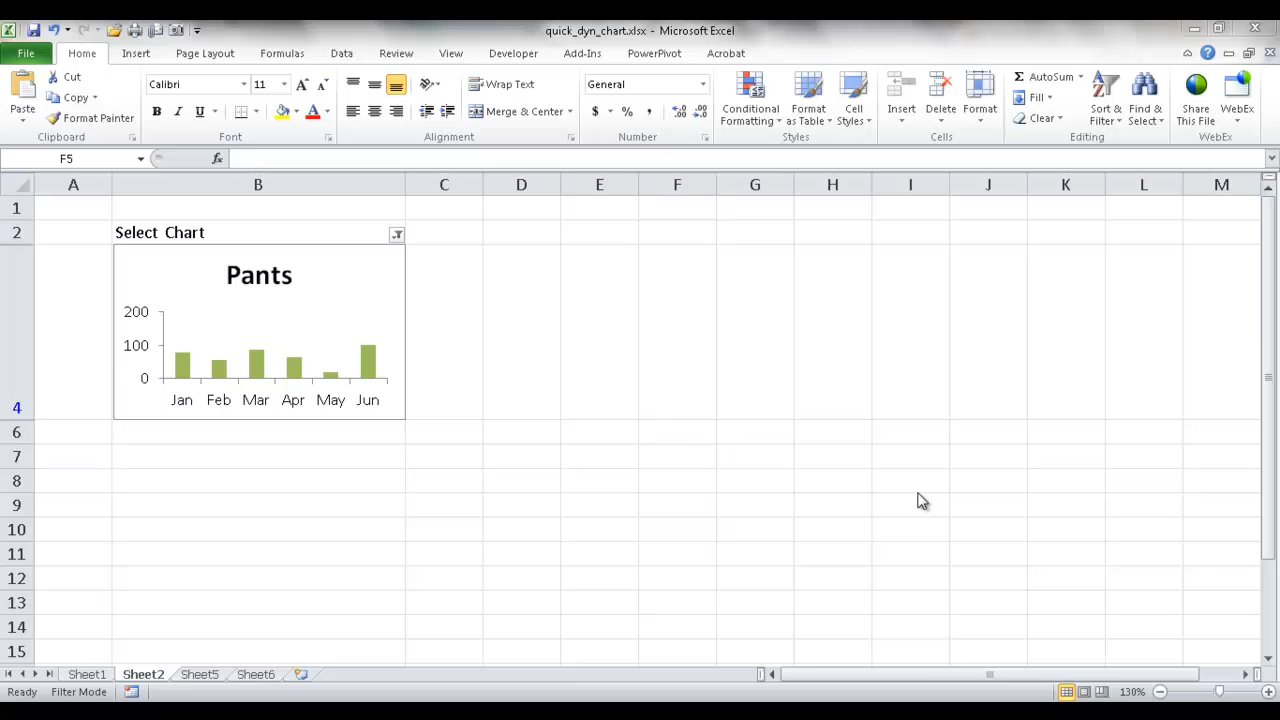 quick_dyn_chart.xlsx - Microsoft Excel
File Home Insert Page Layout Formulas Data Review View Developer Add-Ins PowerPivot Acrobat
Paste
Cut
Copy
Format Painter
Clipboard
Calibri 11
B I U A
Font
Wrap Text
Merge & Center
Alignment
General
$ % ,
Number
Conditional Formatting
Format as Table
Cell Styles
Styles
Insert Delete Format
Cells
Σ AutoSum
Fill
Clear
Sort & Filter
Find & Select
Editing
Share This File
WebEx
WebEx
F5 fx
A B C D E F G H I J K L M
1
2 Select Chart
Pants
200
100
0
Jan Feb Mar Apr May Jun
4
6
7
8
9
10
11
12
13
14
15
Sheet1 Sheet2 Sheet5 Sheet6
Ready Filter Mode 130%